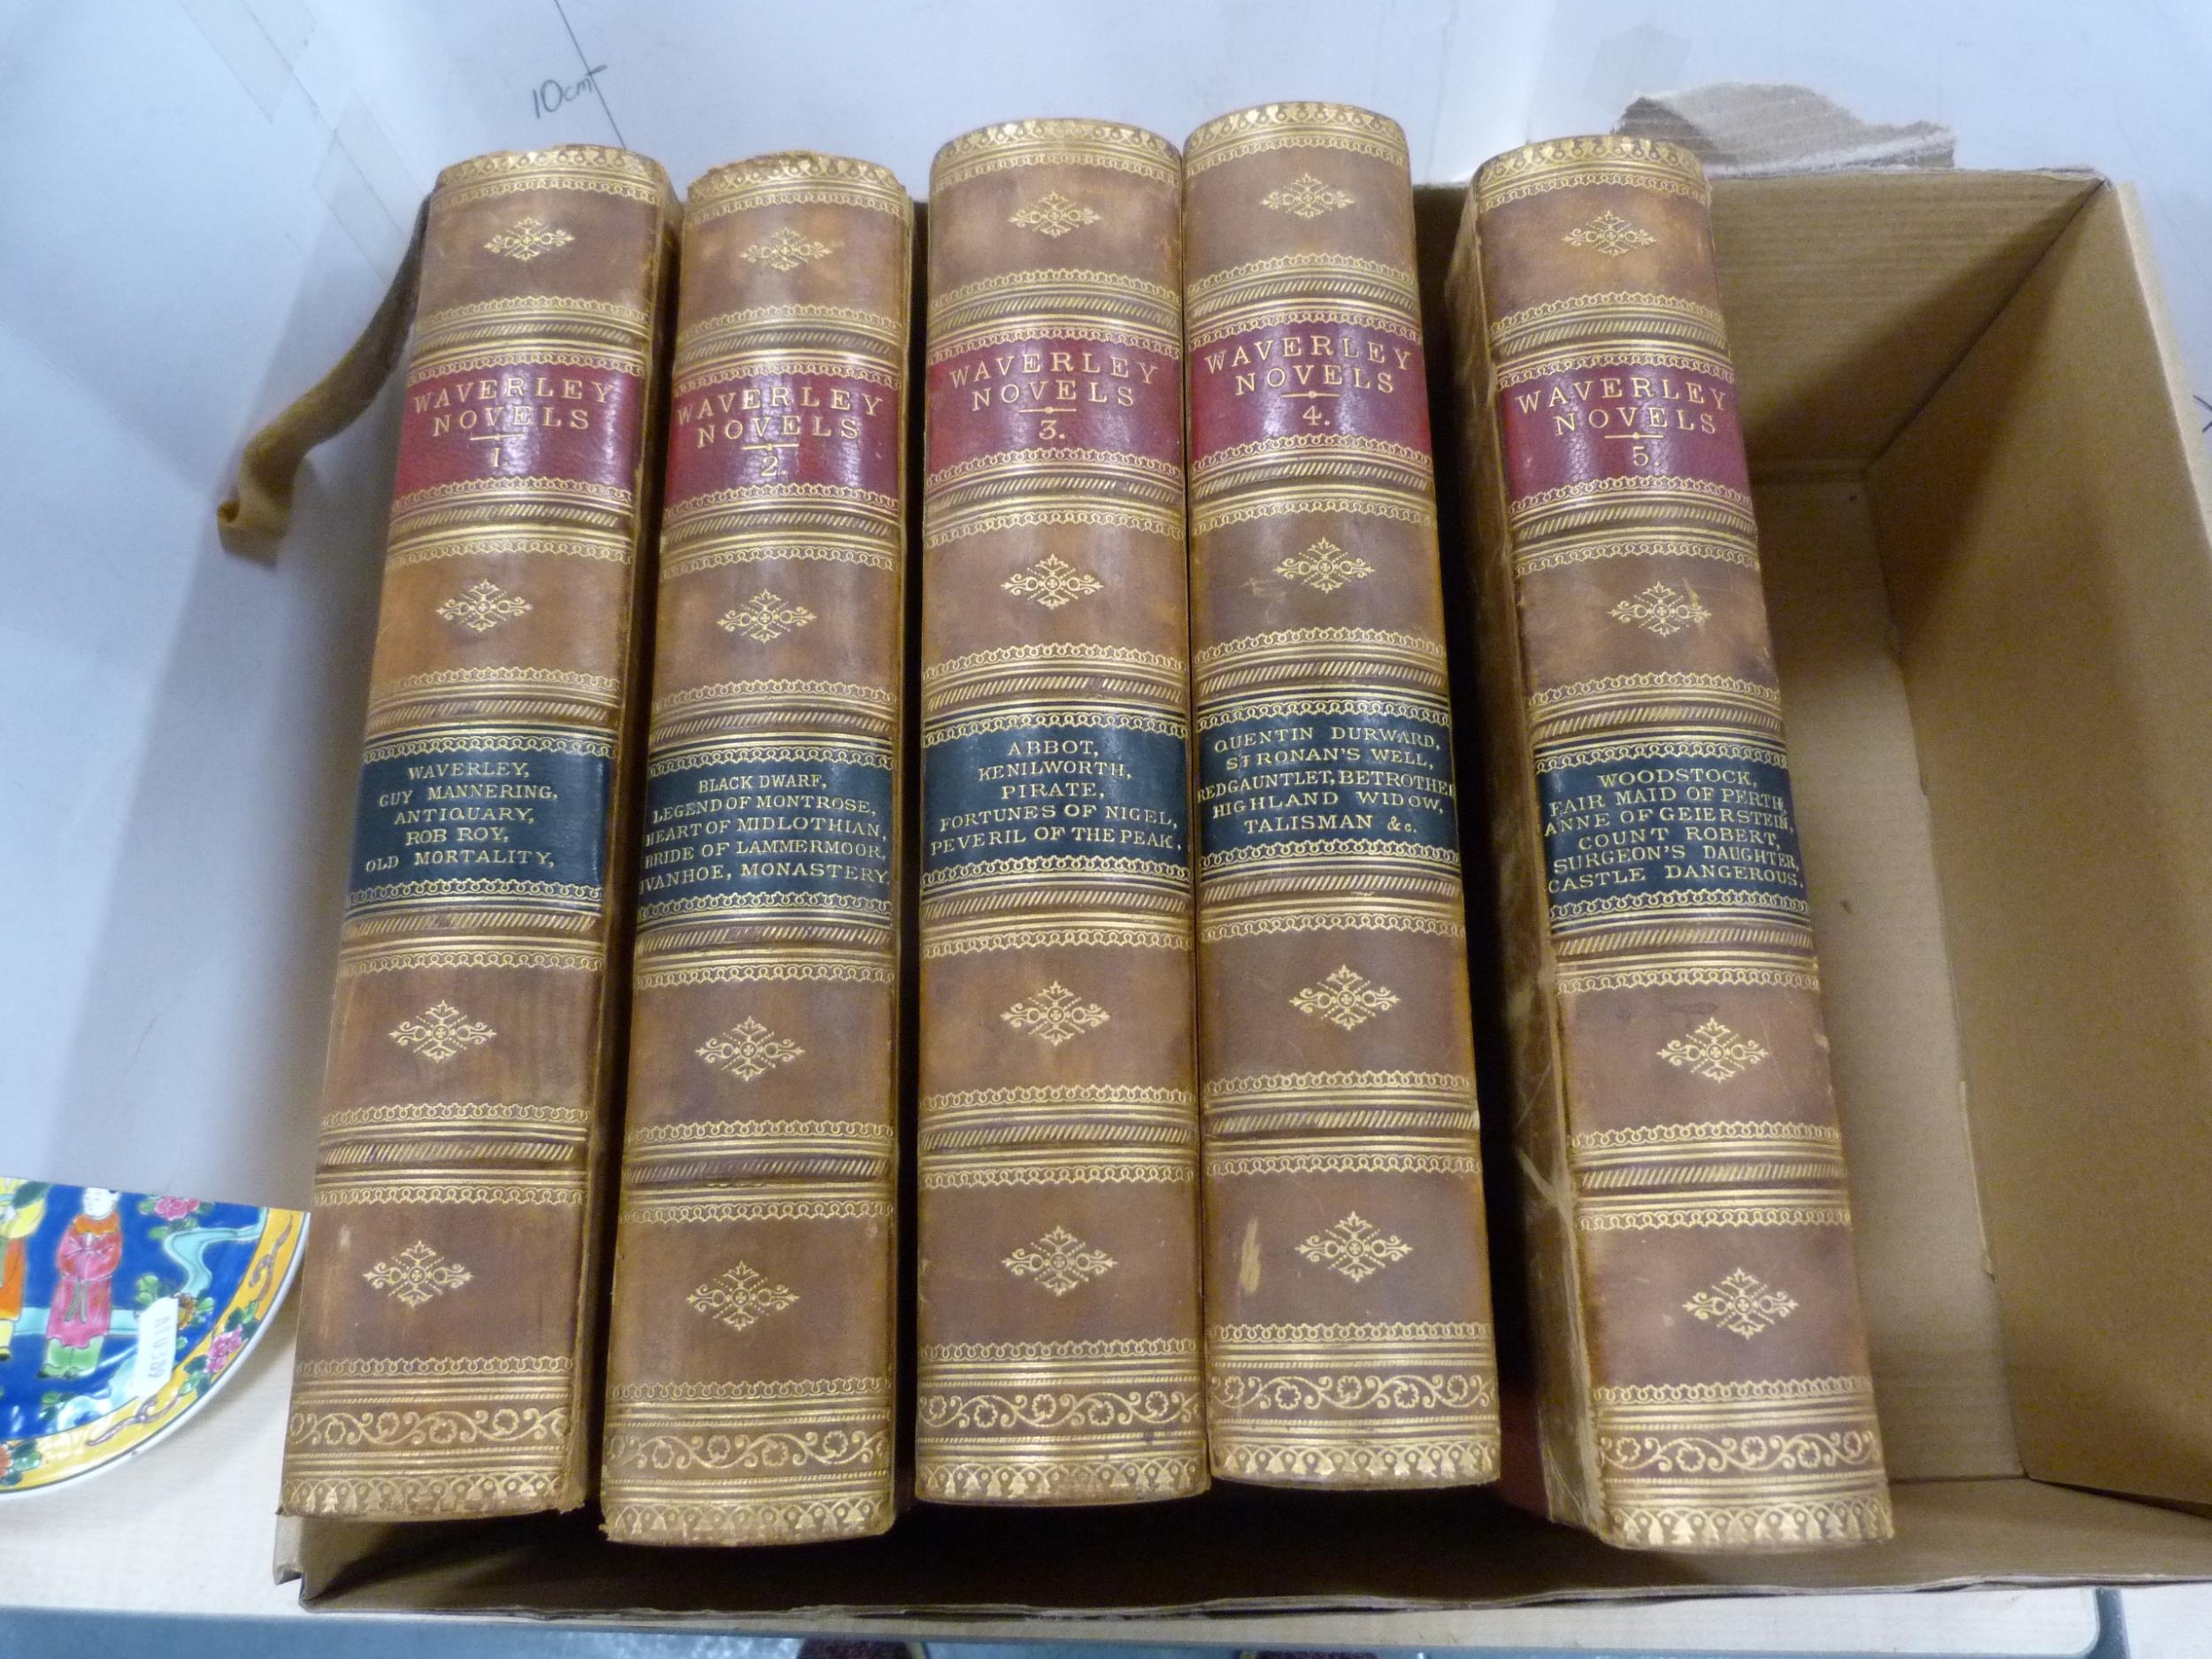 10cm
WAVERLEY
NOVELS
1.
WAVERLEY,
GUY MANNERING,
ANTIQUARY,
ROB ROY,
OLD MORTALITY,
WAVERLEY
NOVELS
2.
BLACK DWARF,
LEGEND OF MONTROSE,
HEART OF MIDLOTHIAN,
BRIDE OF LAMMERMOOR,
IVANHOE, MONASTERY.
WAVERLEY
NOVELS
3.
ABBOT,
KENILWORTH,
PIRATE,
FORTUNES OF NIGEL,
PEVERIL OF THE PEAK.
WAVERLEY
NOVELS
4.
QUENTIN DURWARD,
ST RONAN'S WELL,
REDGAUNTLET, BETROTHED
HIGHLAND WIDOW,
TALISMAN &c.
WAVERLEY
NOVELS
5.
WOODSTOCK,
FAIR MAID OF PERTH,
ANNE OF GEIERSTEIN,
COUNT ROBERT,
SURGEON'S DAUGHTER,
CASTLE DANGEROUS.